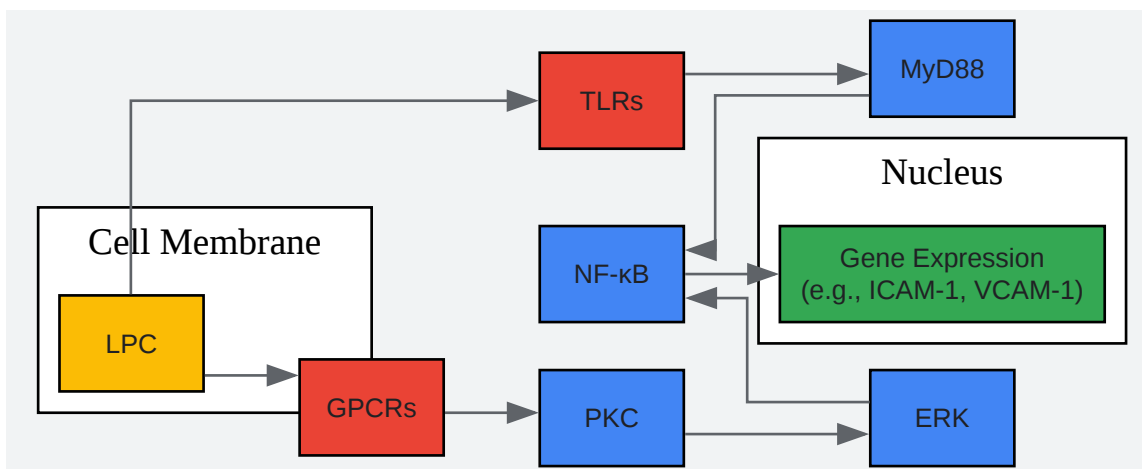 MyD88
TLRs
Nucleus
Cell Membrane
Gene Expression
(e.g., ICAM-1, VCAM-1)
NF-κB
LPC
GPCRs
PKC
ERK